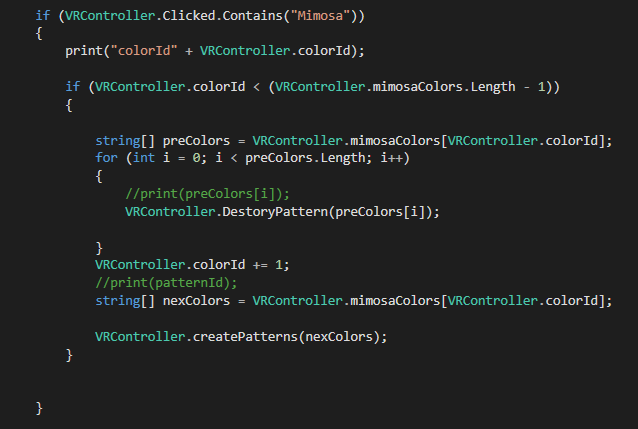 if (VRController.Clicked.Contains("Mimosa"))
{
print("colorId" + VRController.colorId);
if (VRController.colorId < (VRController.mimosaColors.Length - 1))
{
string[] preColors = VRController.mimosaColors[VRController.colorId];
for (int i = 0; i < preColors.Length; i++)
{
//print(preColors[i]);
VRController.DestoryPattern(preColors[i]);
}
VRController.colorId += 1;
//print(patternId);
string[] nexColors = VRController.mimosaColors[VRController.colorId];
VRController.createPatterns(nexColors);
}
}